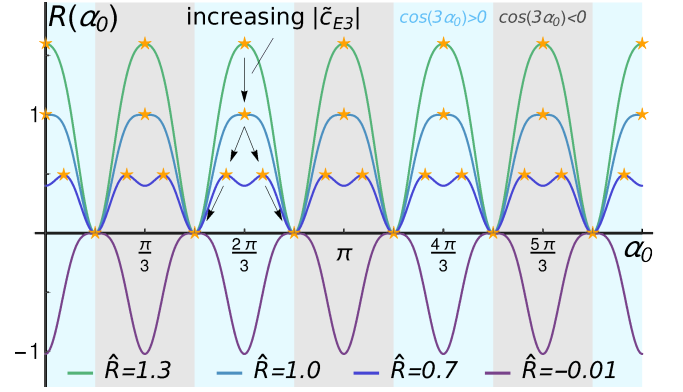 R(α₀)
increasing |c̃_E3|
cos(3α₀)>0
cos(3α₀)<0
1
π/3
2π/3
π
4π/3
5π/3
α₀
−1
R̂=1.3
R̂=1.0
R̂=0.7
R̂=−0.01